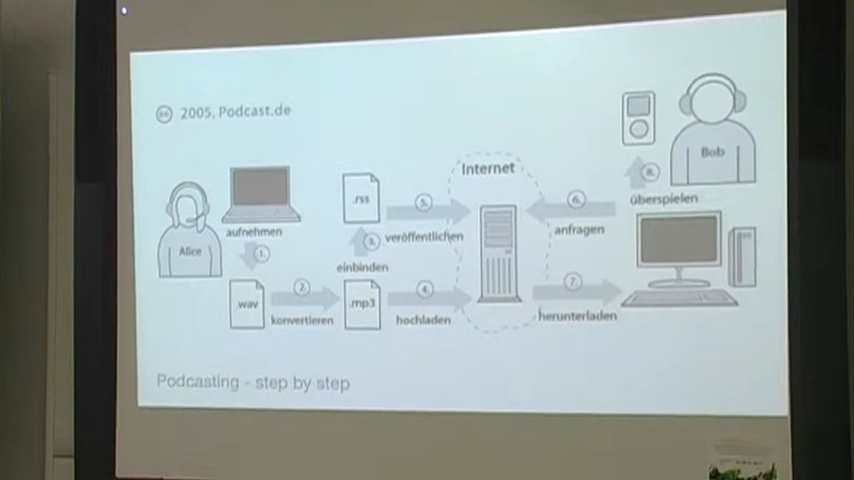 cc 2005, Podcast.de
Alice
aufnehmen
1.
.wav
2.
konvertieren
.mp3
3.
einbinden
.rss
4.
hochladen
5.
veröffentlichen
Internet
6.
anfragen
7.
herunterladen
8.
überspielen
Bob
Podcasting - step by step